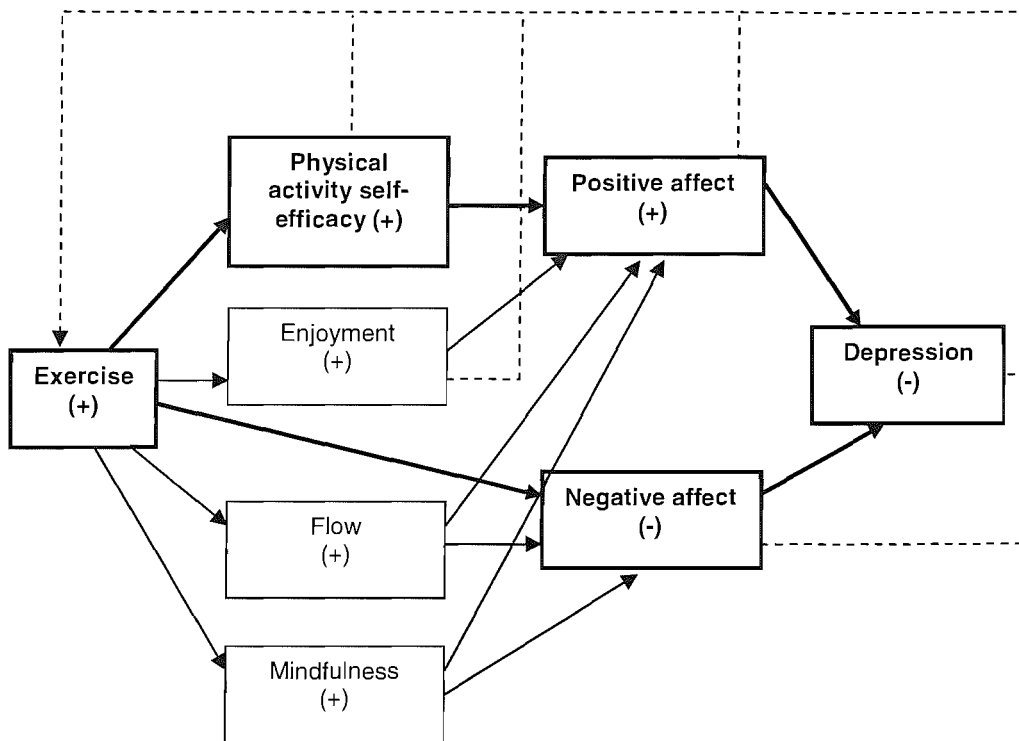 Physical
activity self-
efficacy (+)
Positive affect
(+)
Enjoyment
(+)
Exercise
(+)
Depression
(-)
Flow
(+)
Negative affect
(-)
Mindfulness
(+)